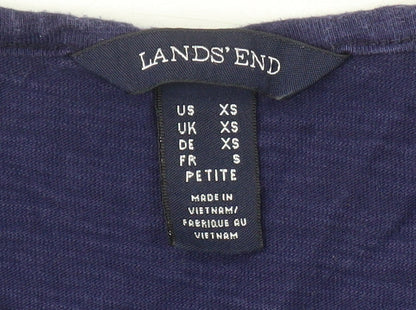 LANDS' END
US XS
UK XS
DE XS
FR S
PETITE
MADE IN
VIETNAM/
FABRIQUE AU
VIETNAM